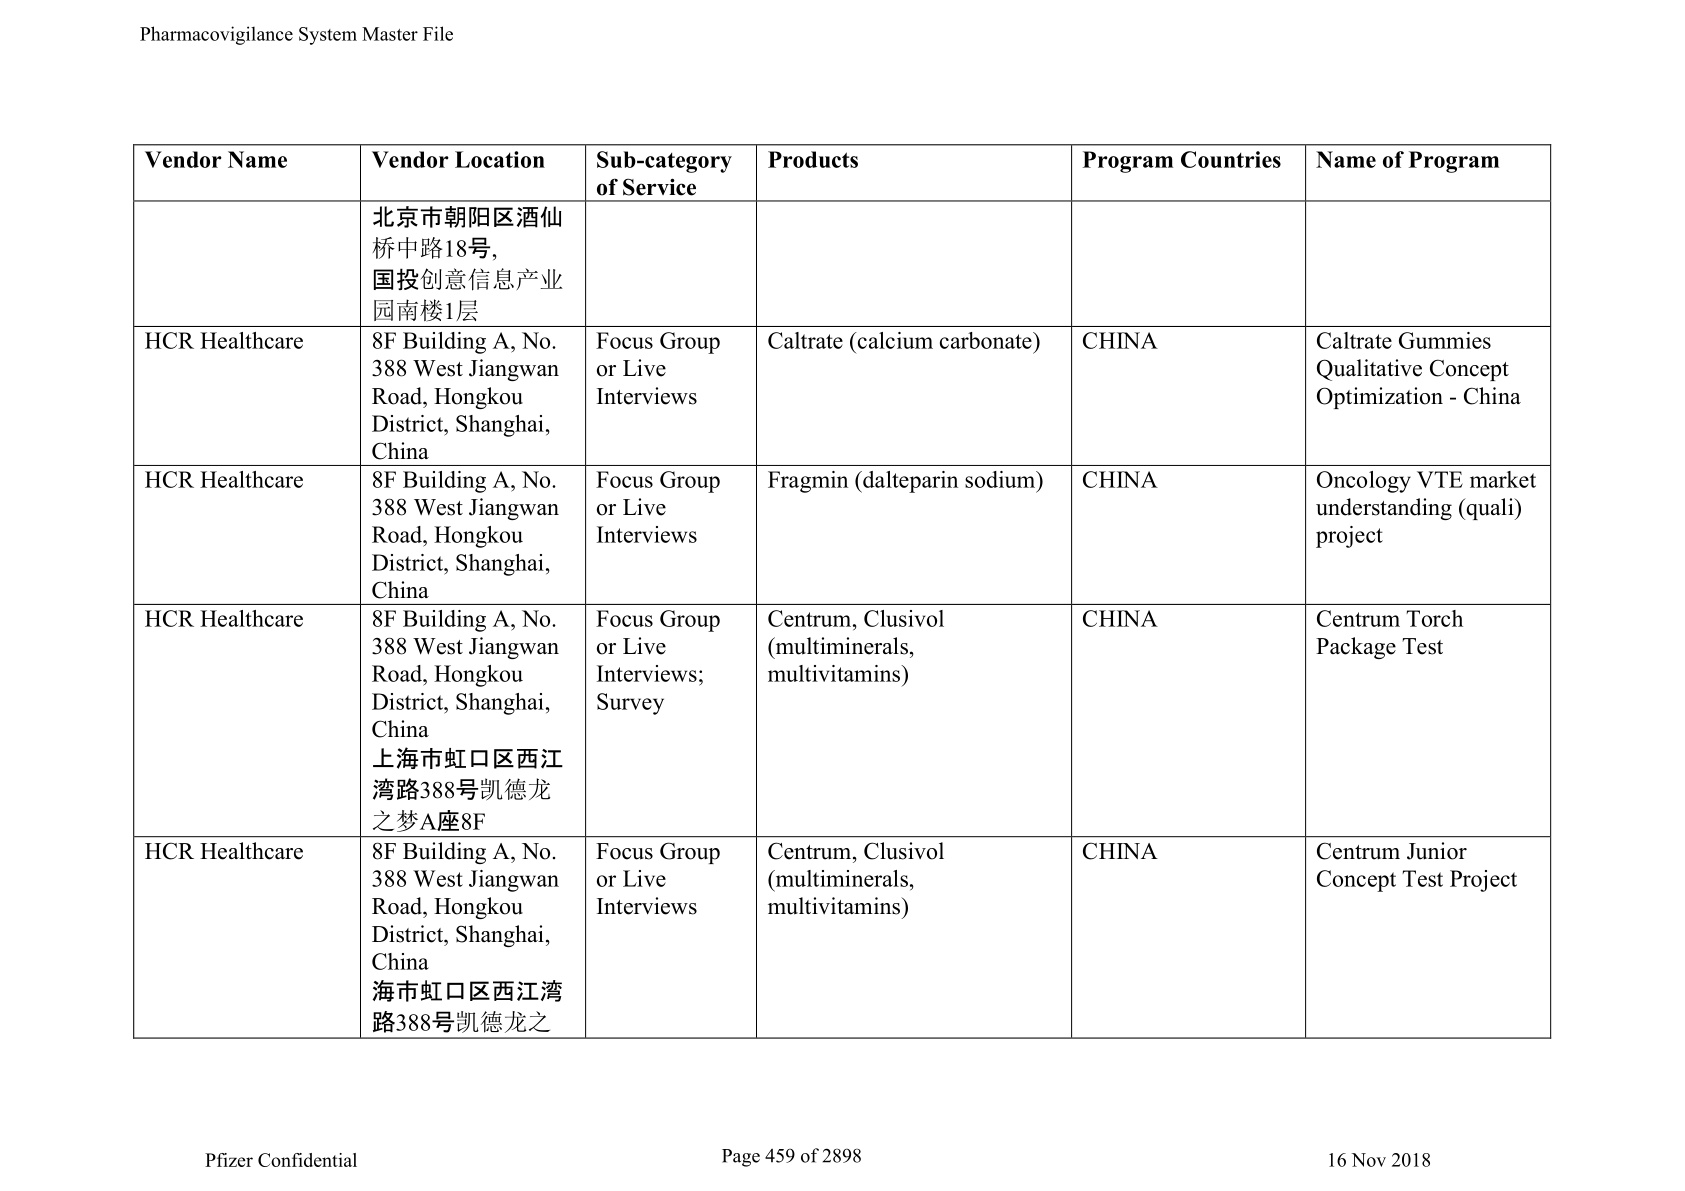 Pharmacovigilance System Master File
Vendor Name
Vendor Location
Sub-category
of Service
Products
Program Countries
Name of Program
北京市朝阳区酒仙
桥中路18号,
国投创意信息产业
园南楼1层
HCR Healthcare
8F Building A, No.
388 West Jiangwan
Road, Hongkou
District, Shanghai,
China
Focus Group
or Live
Interviews
Caltrate (calcium carbonate)
CHINA
Caltrate Gummies
Qualitative Concept
Optimization - China
HCR Healthcare
8F Building A, No.
388 West Jiangwan
Road, Hongkou
District, Shanghai,
China
Focus Group
or Live
Interviews
Fragmin (dalteparin sodium)
CHINA
Oncology VTE market
understanding (quali)
project
HCR Healthcare
8F Building A, No.
388 West Jiangwan
Road, Hongkou
District, Shanghai,
China
上海市虹口区西江
湾路388号凯德龙
之梦A座8F
Focus Group
or Live
Interviews;
Survey
Centrum, Clusivol
(multiminerals,
multivitamins)
CHINA
Centrum Torch
Package Test
HCR Healthcare
8F Building A, No.
388 West Jiangwan
Road, Hongkou
District, Shanghai,
China
海市虹口区西江湾
路388号凯德龙之
Focus Group
or Live
Interviews
Centrum, Clusivol
(multiminerals,
multivitamins)
CHINA
Centrum Junior
Concept Test Project
Pfizer Confidential
Page 459 of 2898
16 Nov 2018